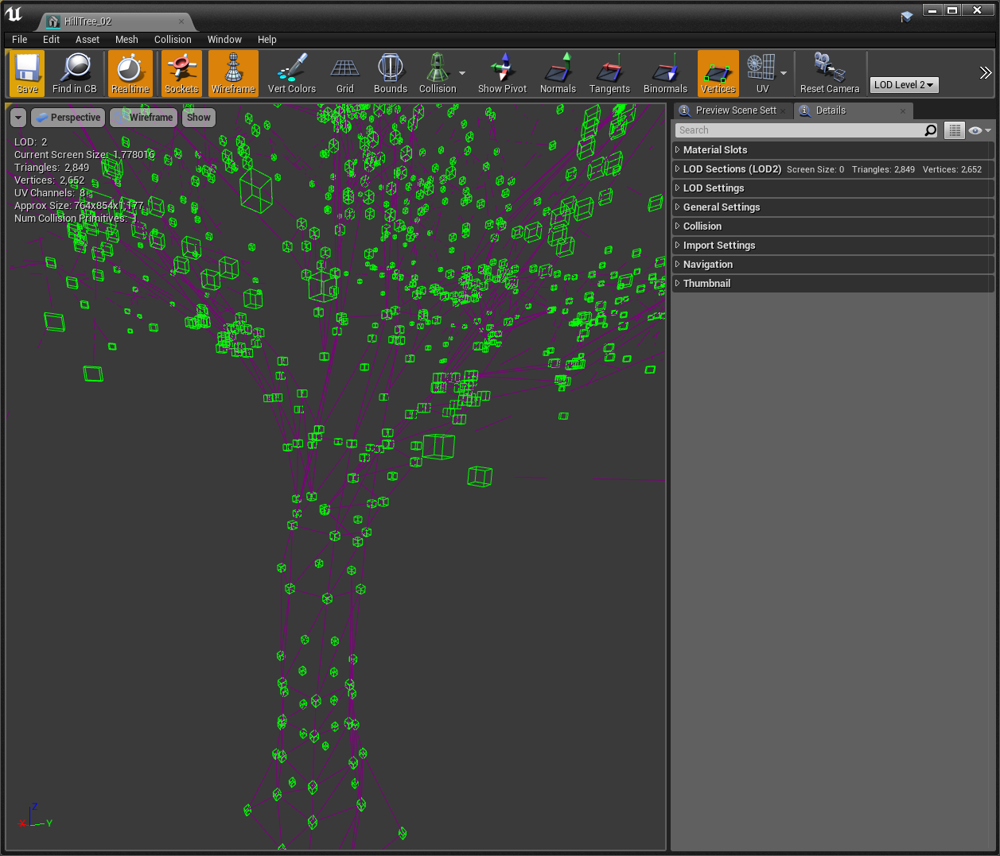 HillTree_02
File Edit Asset Mesh Collision Window Help
Save Find in CB Realtime Sockets Wireframe Vert Colors Grid Bounds Collision Show Pivot Normals Tangents Binormals Vertices UV Reset Camera LOD Level 2
Perspective Wireframe Show
Preview Scene Sett Details
Search
LOD: 2
Current Screen Size: 1.778016
Triangles: 2,849
Vertices: 2,652
UV Channels: 8
Approx Size: 764x854x1,177
Num Collision Primitives: 1
Material Slots
LOD Sections (LOD2) Screen Size: 0 Triangles: 2,849 Vertices: 2,652
LOD Settings
General Settings
Collision
Import Settings
Navigation
Thumbnail
Z
X Y